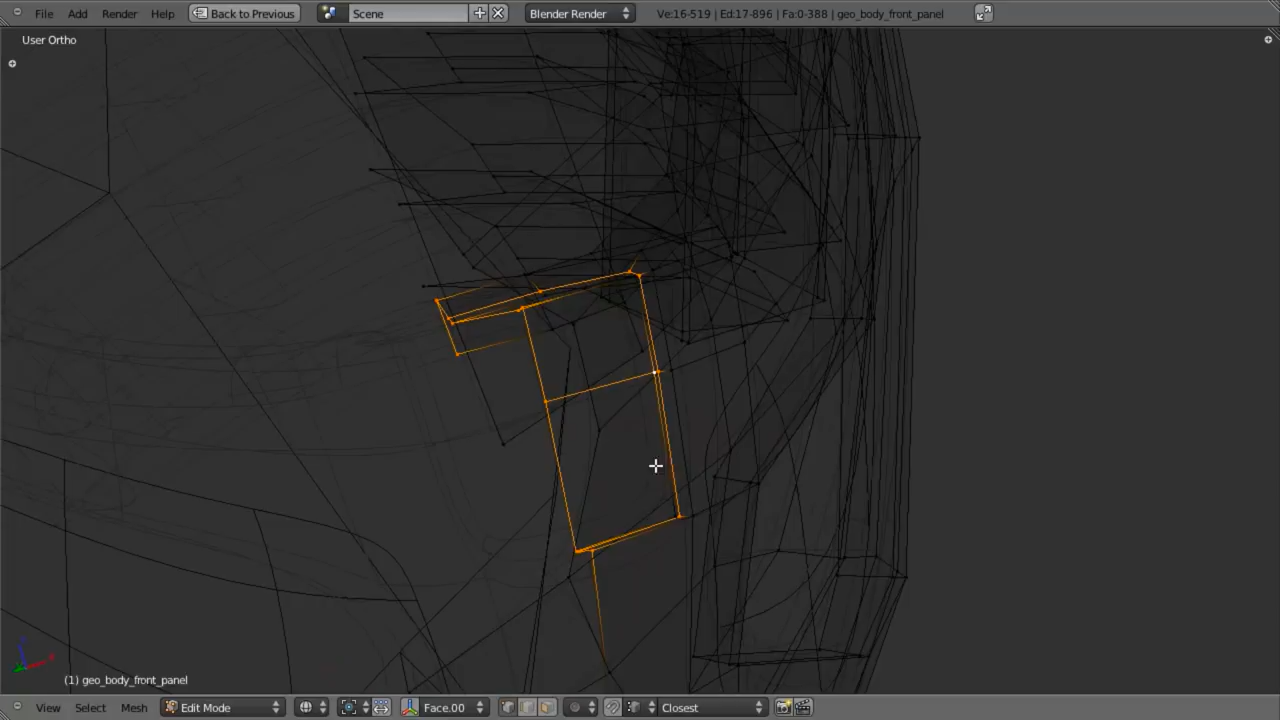 File Add Render Help Back to Previous Scene Blender Render Ve:16-519 | Ed:17-896 | Fa:0-388 | geo_body_front_panel
User Ortho
(1) geo_body_front_panel
View Select Mesh Edit Mode Face.00 Closest